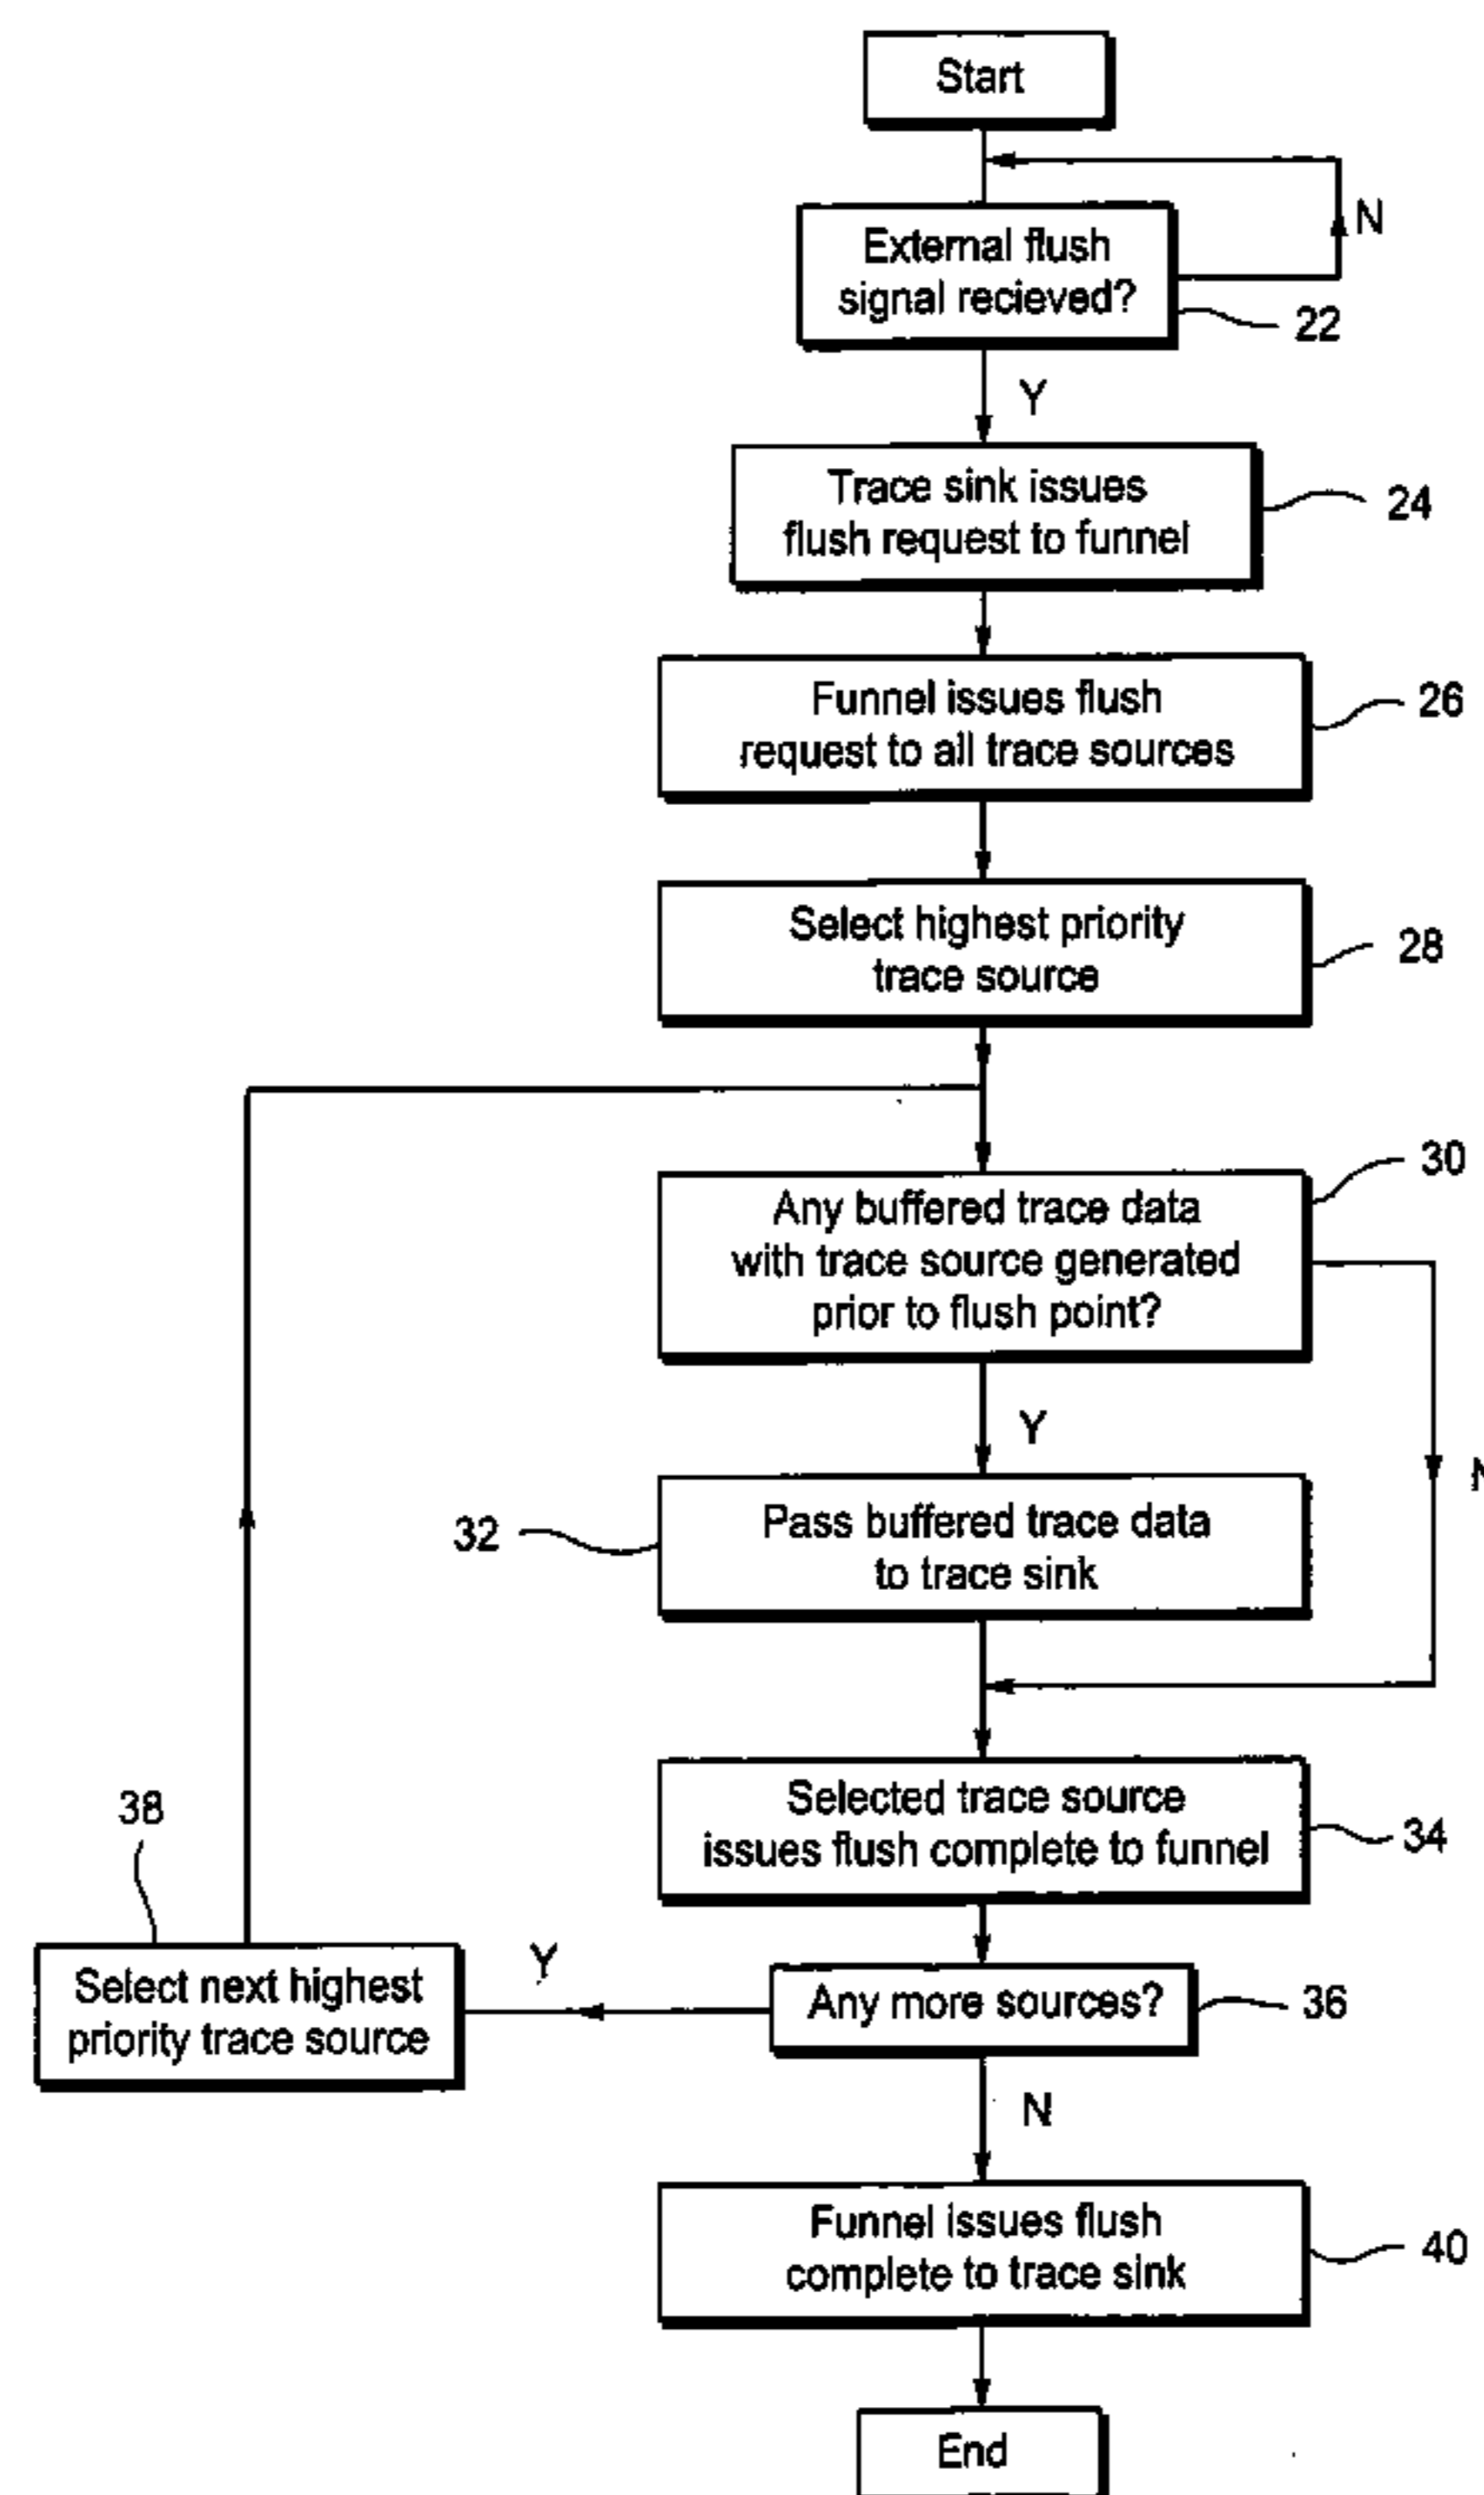 Start
N
External flush
signal recieved?
22
Y
Trace sink issues
flush request to funnel
24
Funnel issues flush
request to all trace sources
26
Select highest priority
trace source
28
Any buffered trace data
with trace source generated
prior to flush point?
30
Y
N
Pass buffered trace data
to trace sink
32
Selected trace source
issues flush complete to funnel
34
38
Select next highest
priority trace source
Y
Any more sources?
36
N
Funnel issues flush
complete to trace sink
40
End